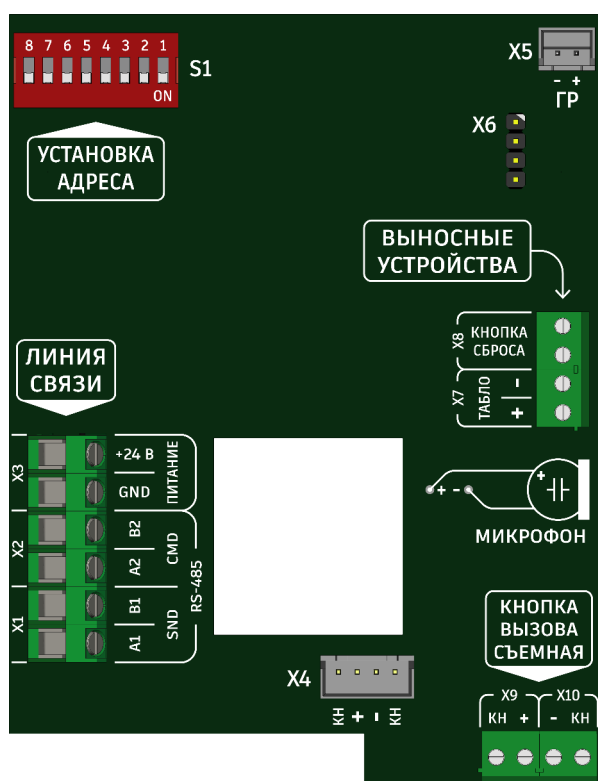 8 7 6 5 4 3 2 1
S1
ON
УСТАНОВКА
АДРЕСА
X5
- +
ГР
X6
ВЫНОСНЫЕ
УСТРОЙСТВА
X8
КНОПКА
СБРОСА
X7
ТАБЛО
-
+
ЛИНИЯ
СВЯЗИ
X3
+24 В
GND
ПИТАНИЕ
X2
B2
A2
CMD
X1
B1
A1
SND
RS-485
+ -
+
МИКРОФОН
X4
КН + - КН
КНОПКА
ВЫЗОВА
СЪЕМНАЯ
X9 X10
КН + - КН